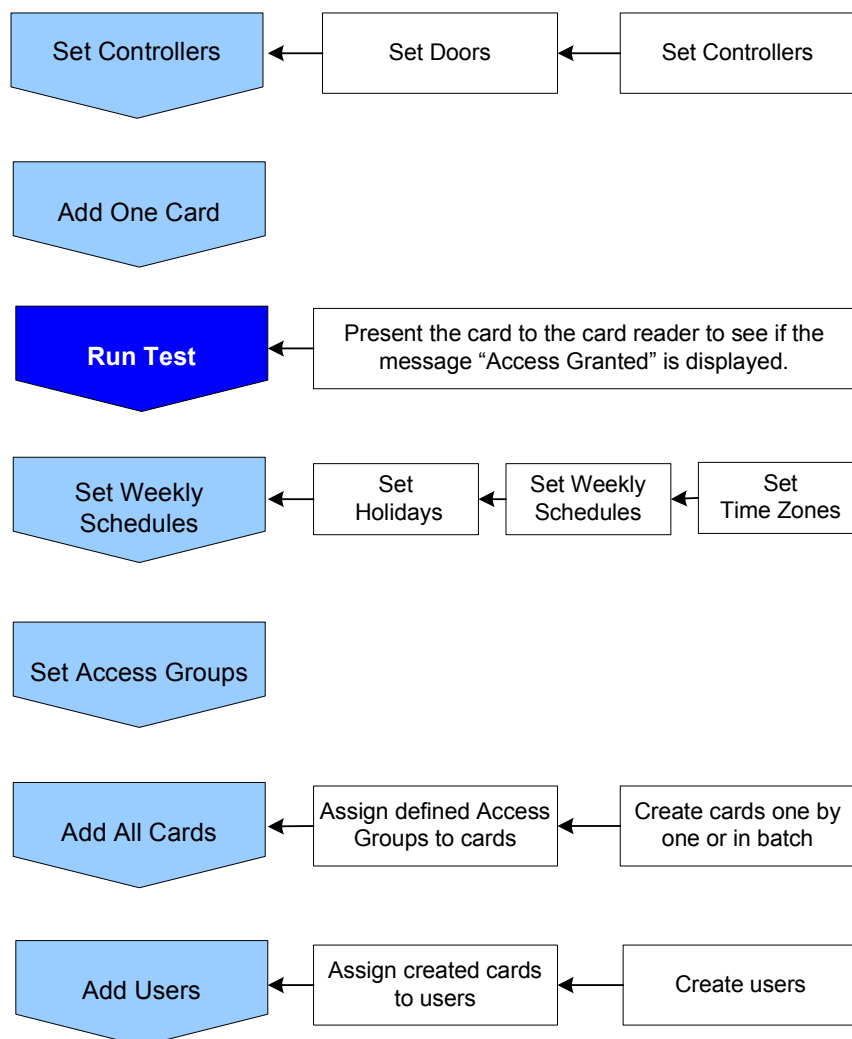 Set Controllers
Set Doors
Set Controllers
Add One Card
Run Test
Present the card to the card reader to see if the
message “Access Granted” is displayed.
Set Weekly
Schedules
Set
Holidays
Set Weekly
Schedules
Set
Time Zones
Set Access Groups
Add All Cards
Assign defined Access
Groups to cards
Create cards one by
one or in batch
Add Users
Assign created cards
to users
Create users